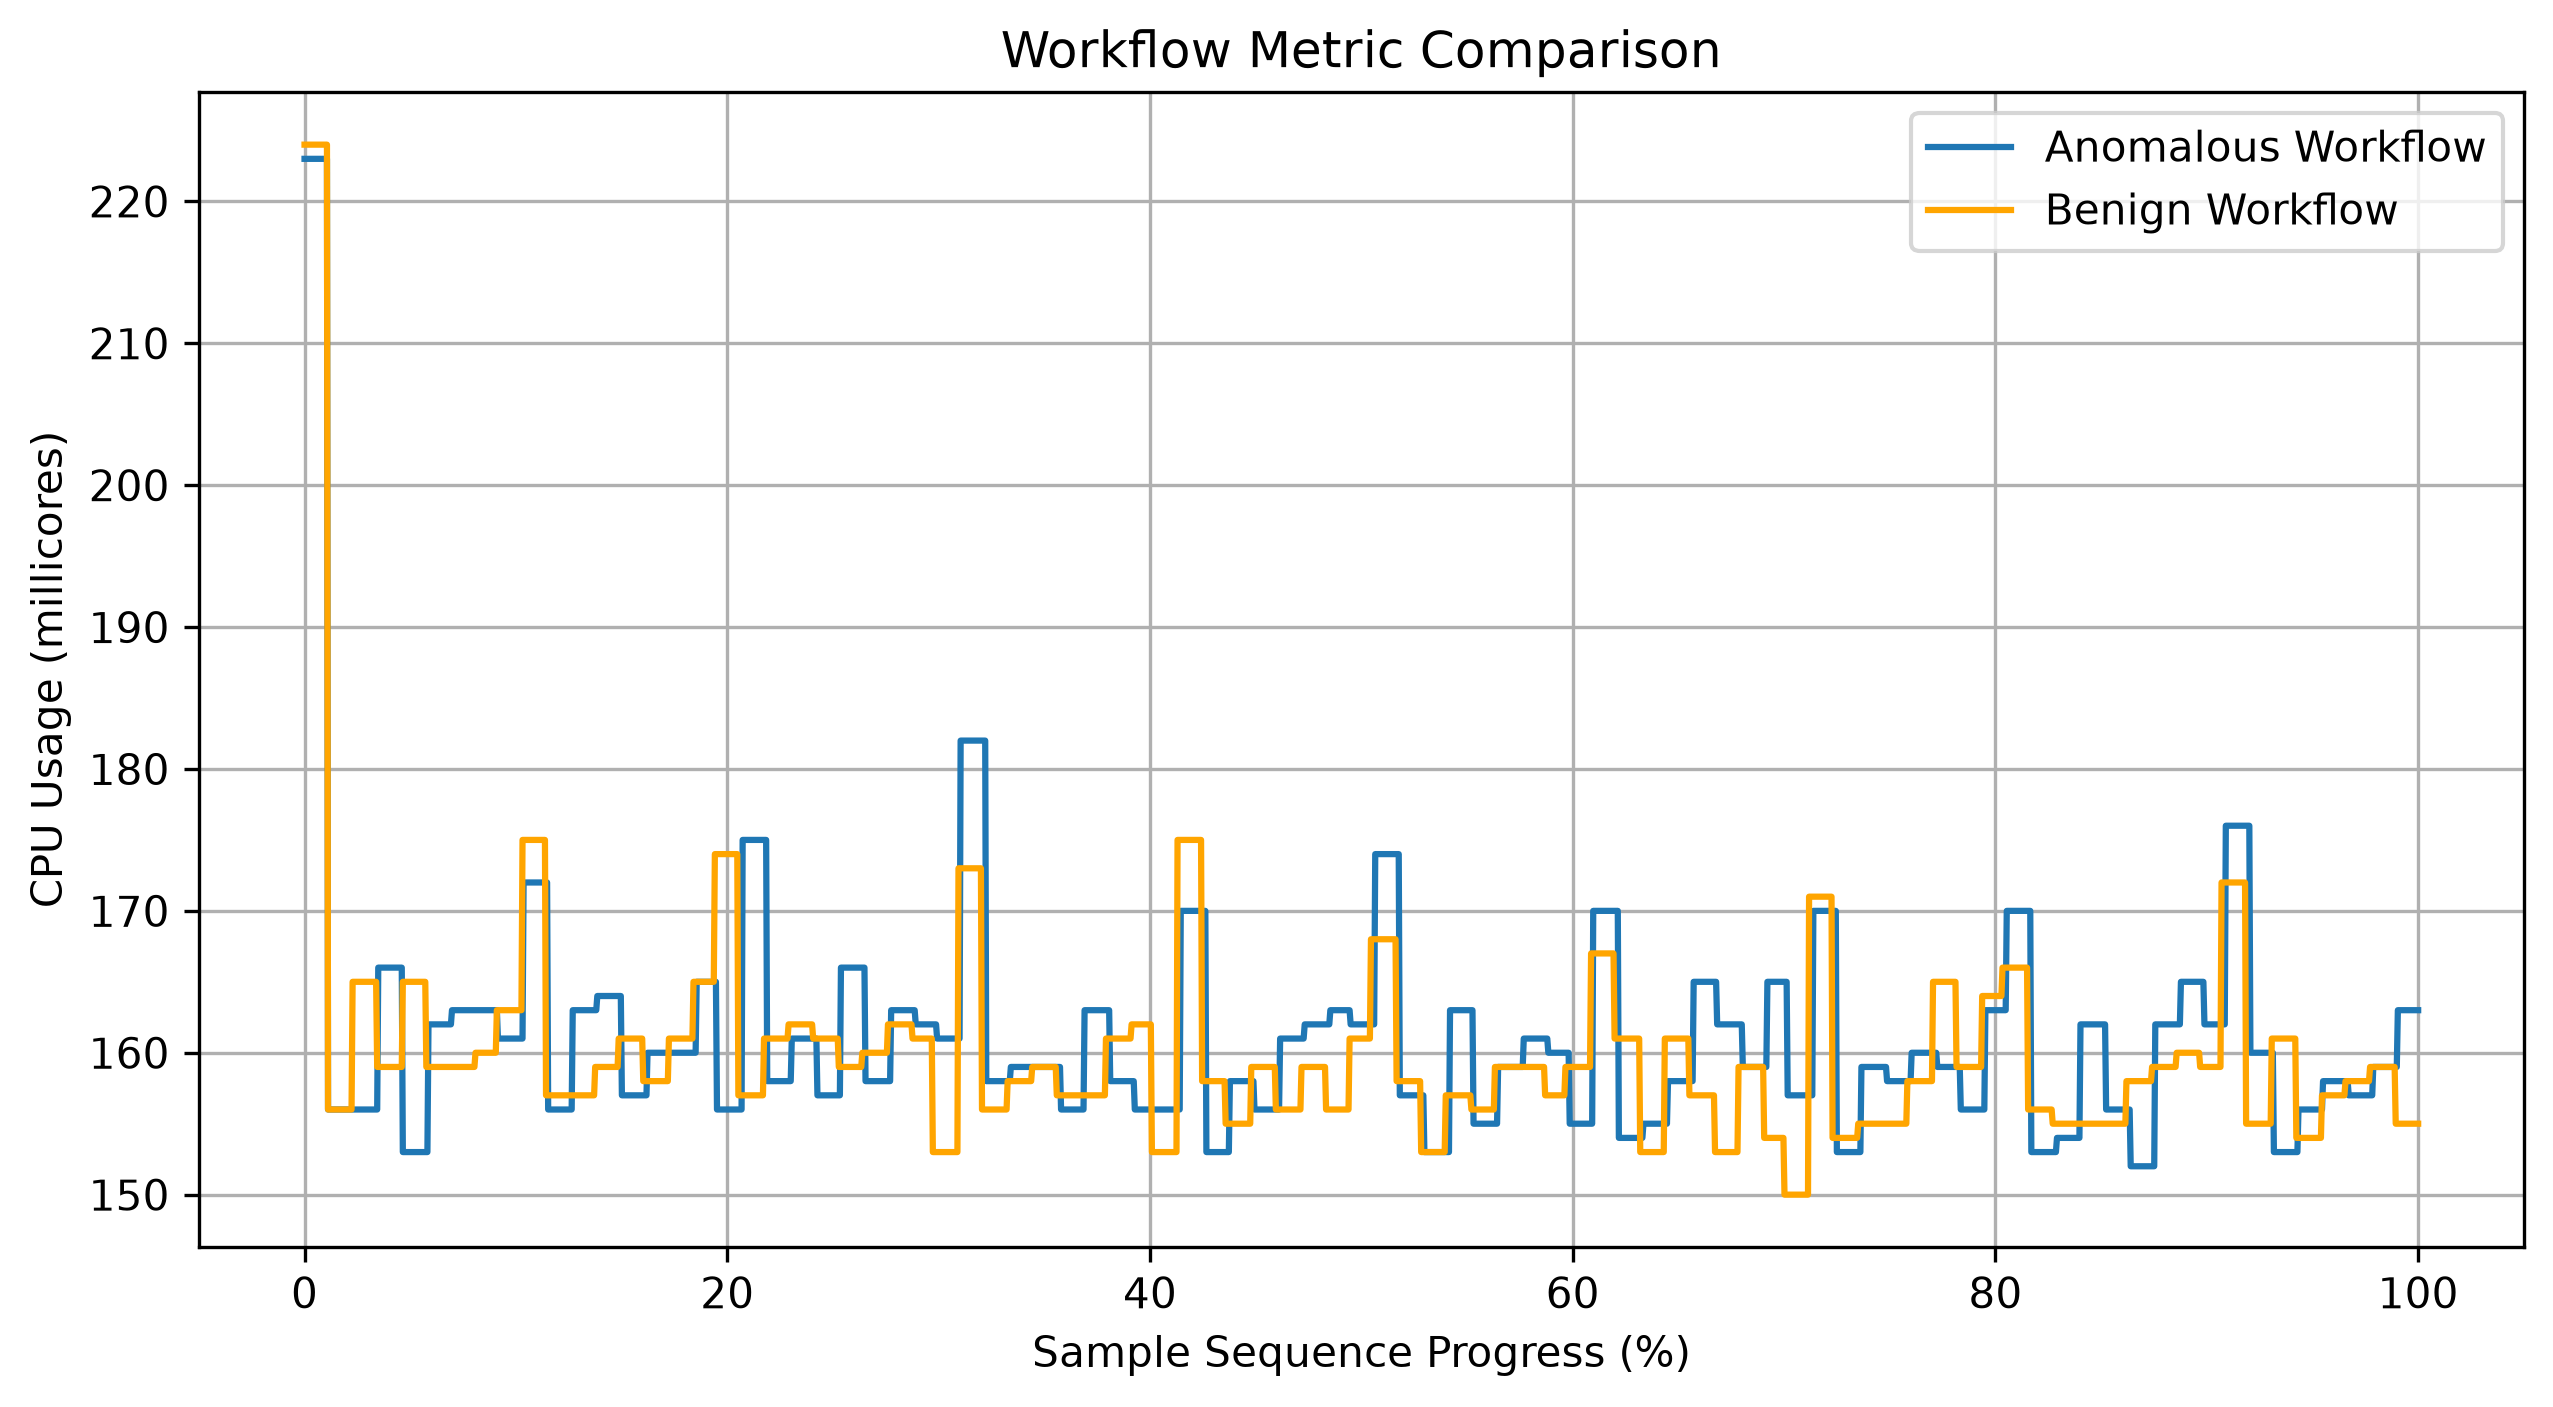 Workflow Metric Comparison
Anomalous Workflow
Benign Workflow
CPU Usage (millicores)
220
210
200
190
180
170
160
150
0 20 40 60 80 100
Sample Sequence Progress (%)